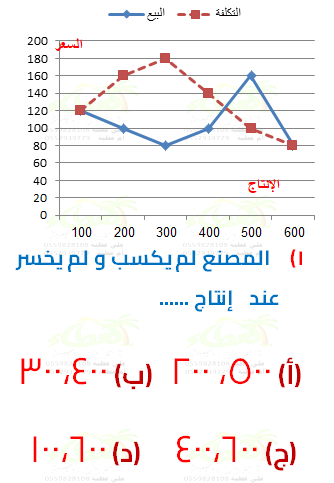 البيع التكلفة
السعر
200
180
160
140
120
100
80
60
40
20
0
الإنتاج
100 200 300 400 500 600
١) المصنع لم يكسب و لم يخسر
عند إنتاج ......
(أ) ٢٠٠،٥٠٠ (ب) ٣٠٠،٤٠٠
(ج) ٤٠٠،٦٠٠ (د) ١٠٠،٦٠٠